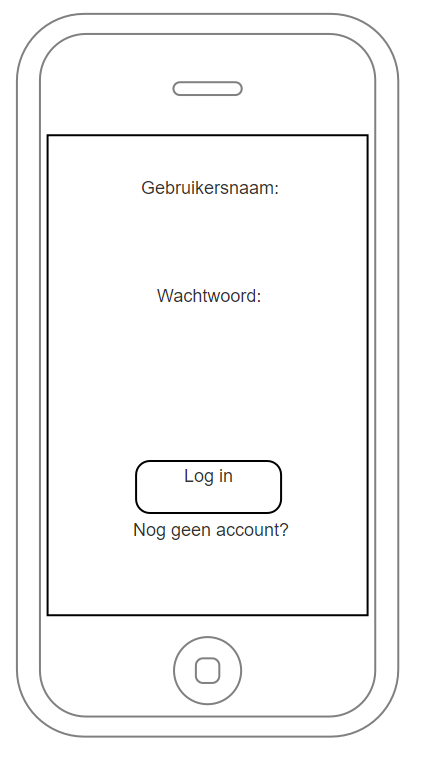 Gebruikersnaam:
Wachtwoord:
Log in
Nog geen account?